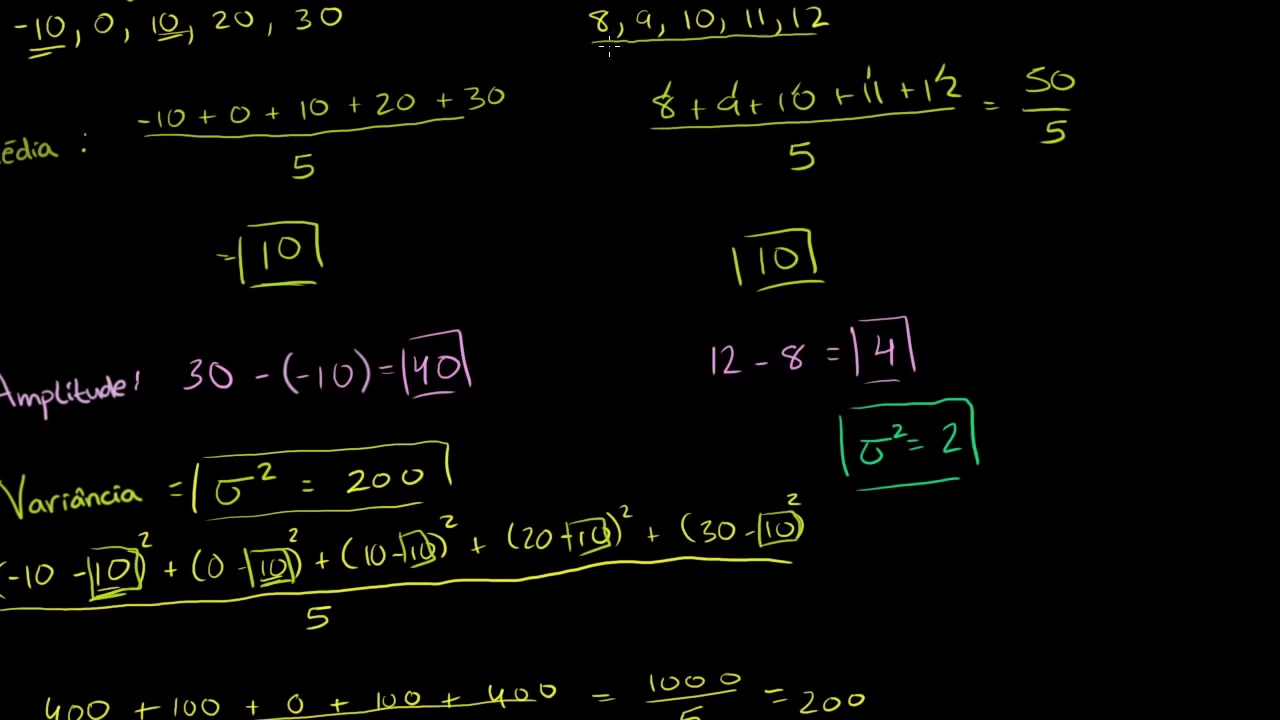 -10, 0, 10, 20, 30
8, 9, 10, 11, 12
édia : -10 + 0 + 10 + 20 + 30
5
8 + 9 + 10 + 11 + 12 = 50
5 5
= 10
10
Amplitude: 30 - (-10) = 40
12 - 8 = 4
Variância = σ² = 200
σ² = 2
(-10 - 10)² + (0 - 10)² + (10 - 10)² + (20 - 10)² + (30 - 10)²
5
400 + 100 + 0 + 100 + 400 = 1000 = 200
5